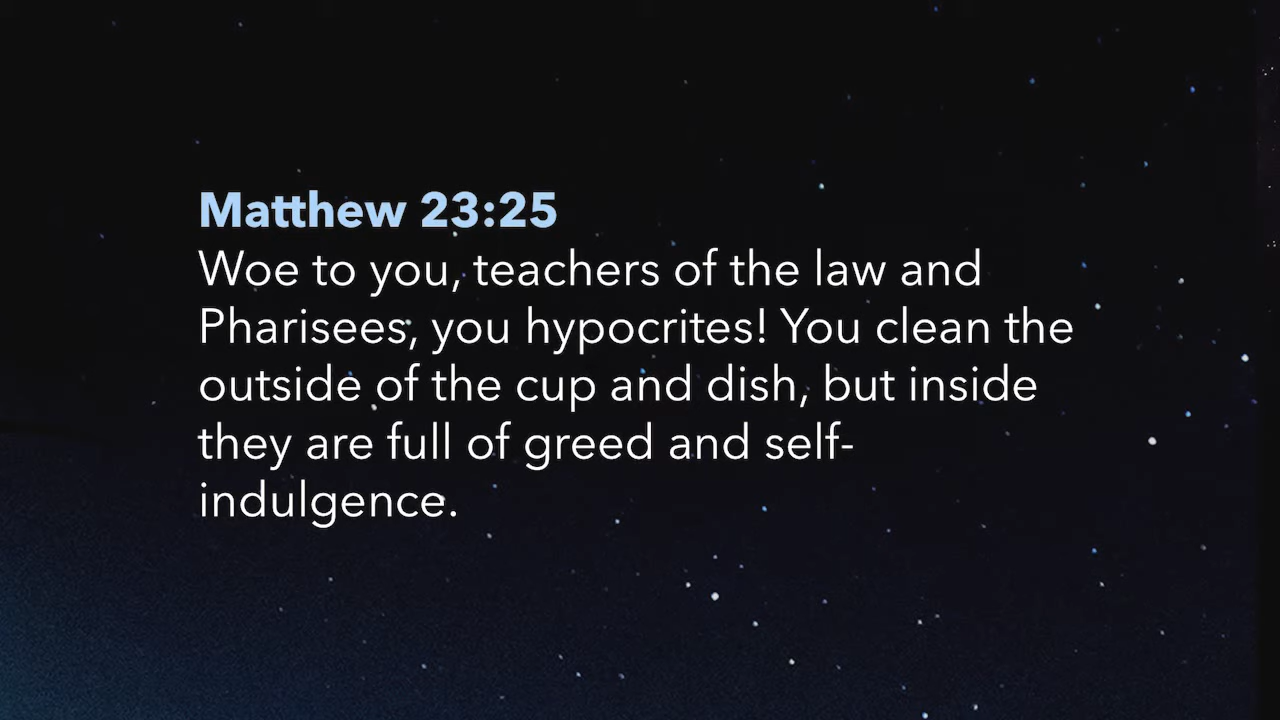 Matthew 23:25
Woe to you, teachers of the law and
Pharisees, you hypocrites! You clean the
outside of the cup and dish, but inside
they are full of greed and self-
indulgence.